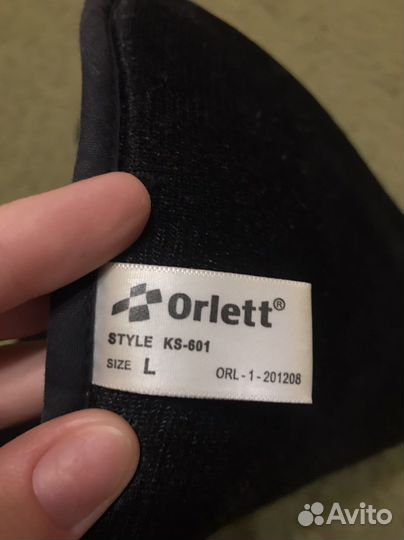 Orlett®
STYLE KS-601
SIZE L ORL-1-201208
Avito